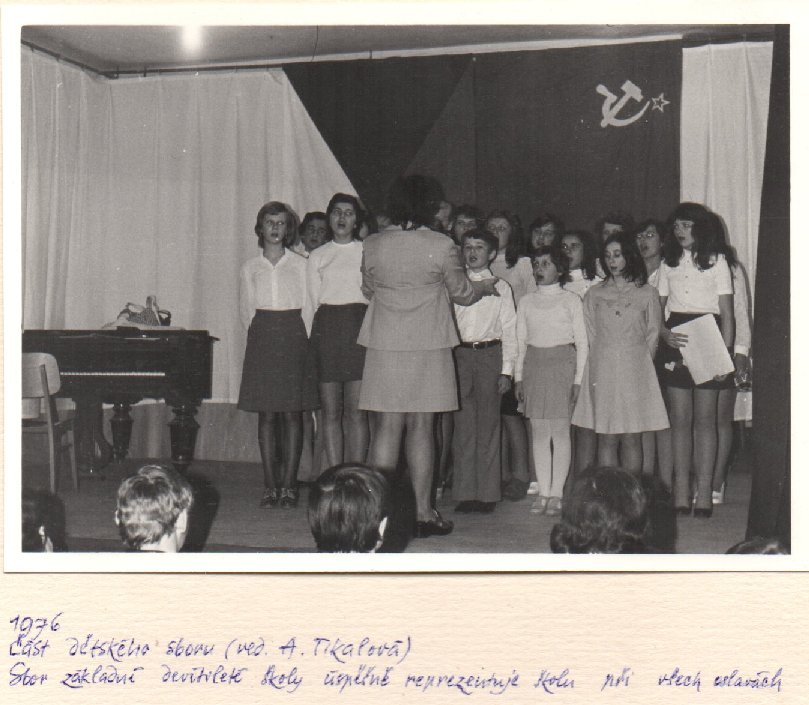 1976
Část dětského sboru (ved. A. Tikalová)
Sbor základní devítileté školy úspěšně reprezentuje školu při všech oslavách